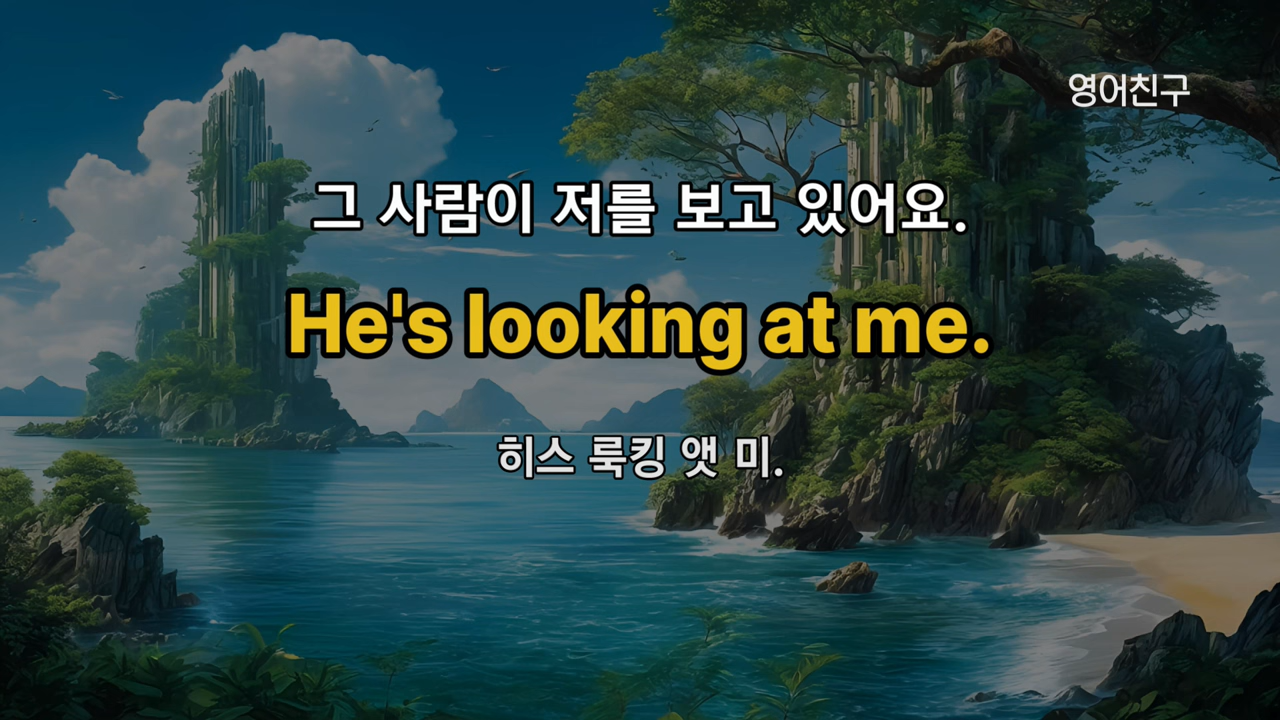 영어친구
그 사람이 저를 보고 있어요.
He's looking at me.
히스 룩킹 앳 미.